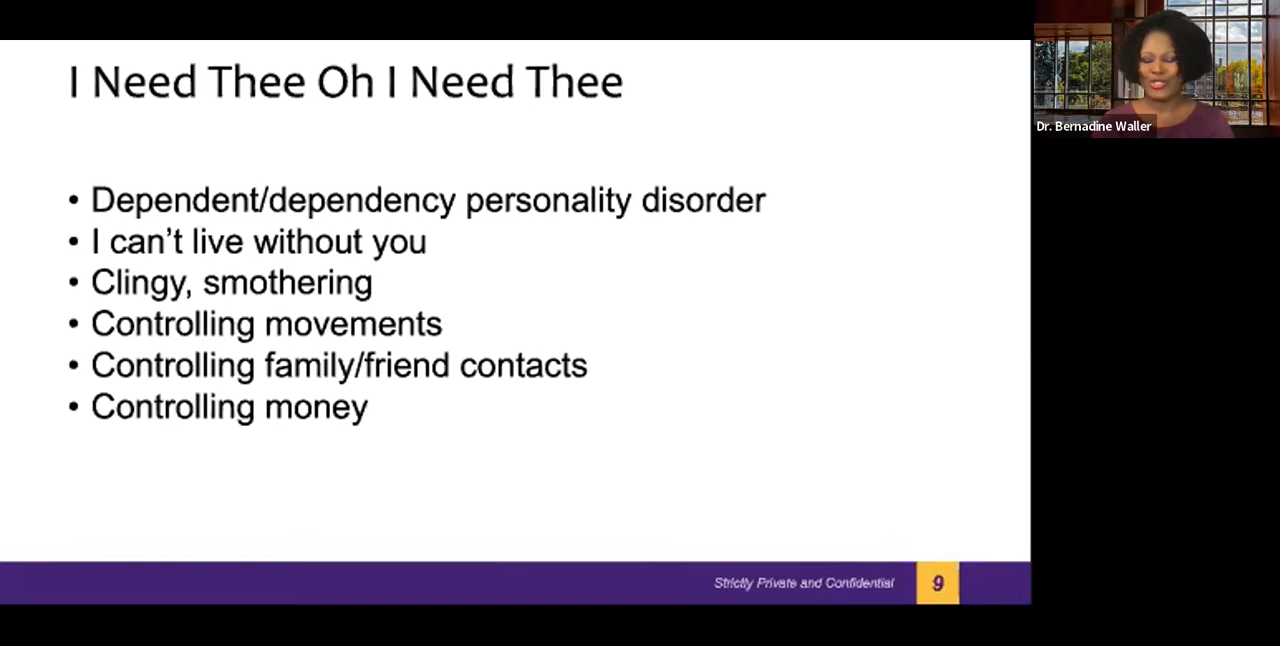 I Need Thee Oh I Need Thee
• Dependent/dependency personality disorder
• I can’t live without you
• Clingy, smothering
• Controlling movements
• Controlling family/friend contacts
• Controlling money
Strictly Private and Confidential
9
Dr. Bernadine Waller